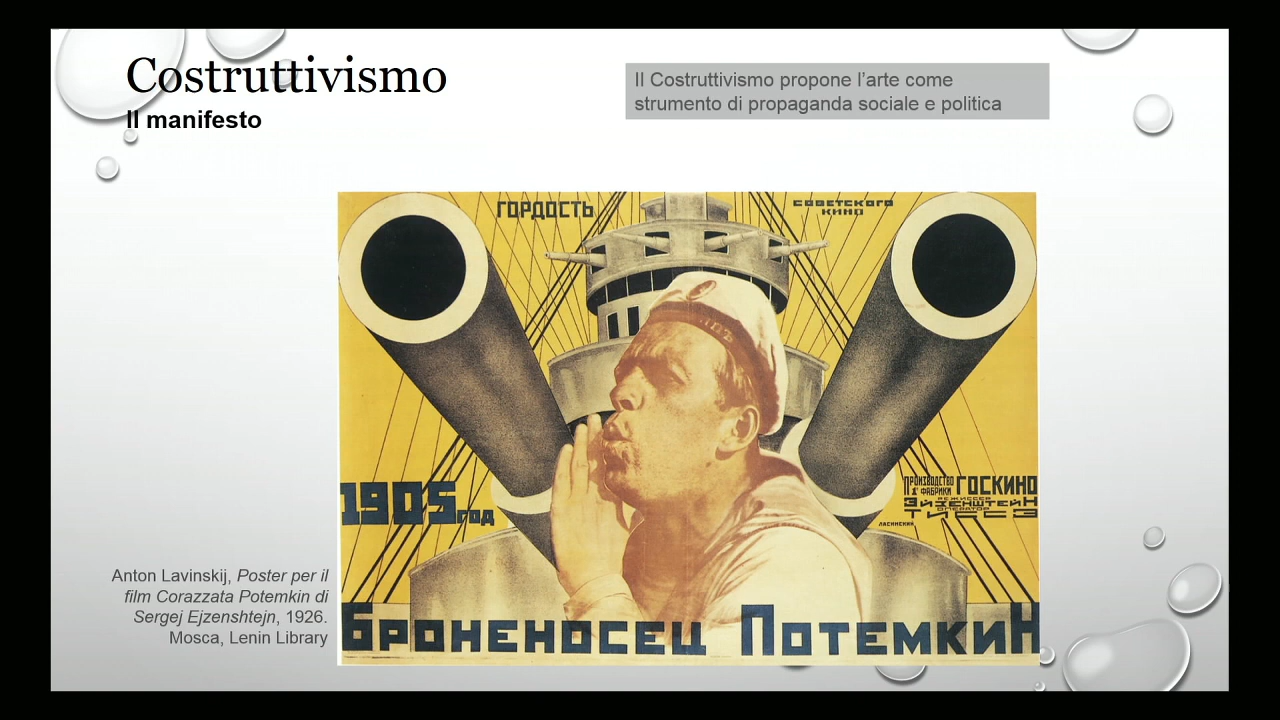 Costruttivismo
Il manifesto
Il Costruttivismo propone l'arte come
strumento di propaganda sociale e politica
ГОРДОСТЬ
СОВЕТСКОГО
КИНО
1905 ГОД
ПРОИЗВОДСТВО
1й ФАБРИКИ
ГОСКИНО
РЕЖИССЕР
ЭЙЗЕНШТЕЙН
ОПЕРАТОР
ТИССЭ
БРОНЕНОСЕЦ ПОТЕМКИН
Anton Lavinskij, Poster per il
film Corazzata Potemkin di
Sergej Ejzenshtejn, 1926.
Mosca, Lenin Library